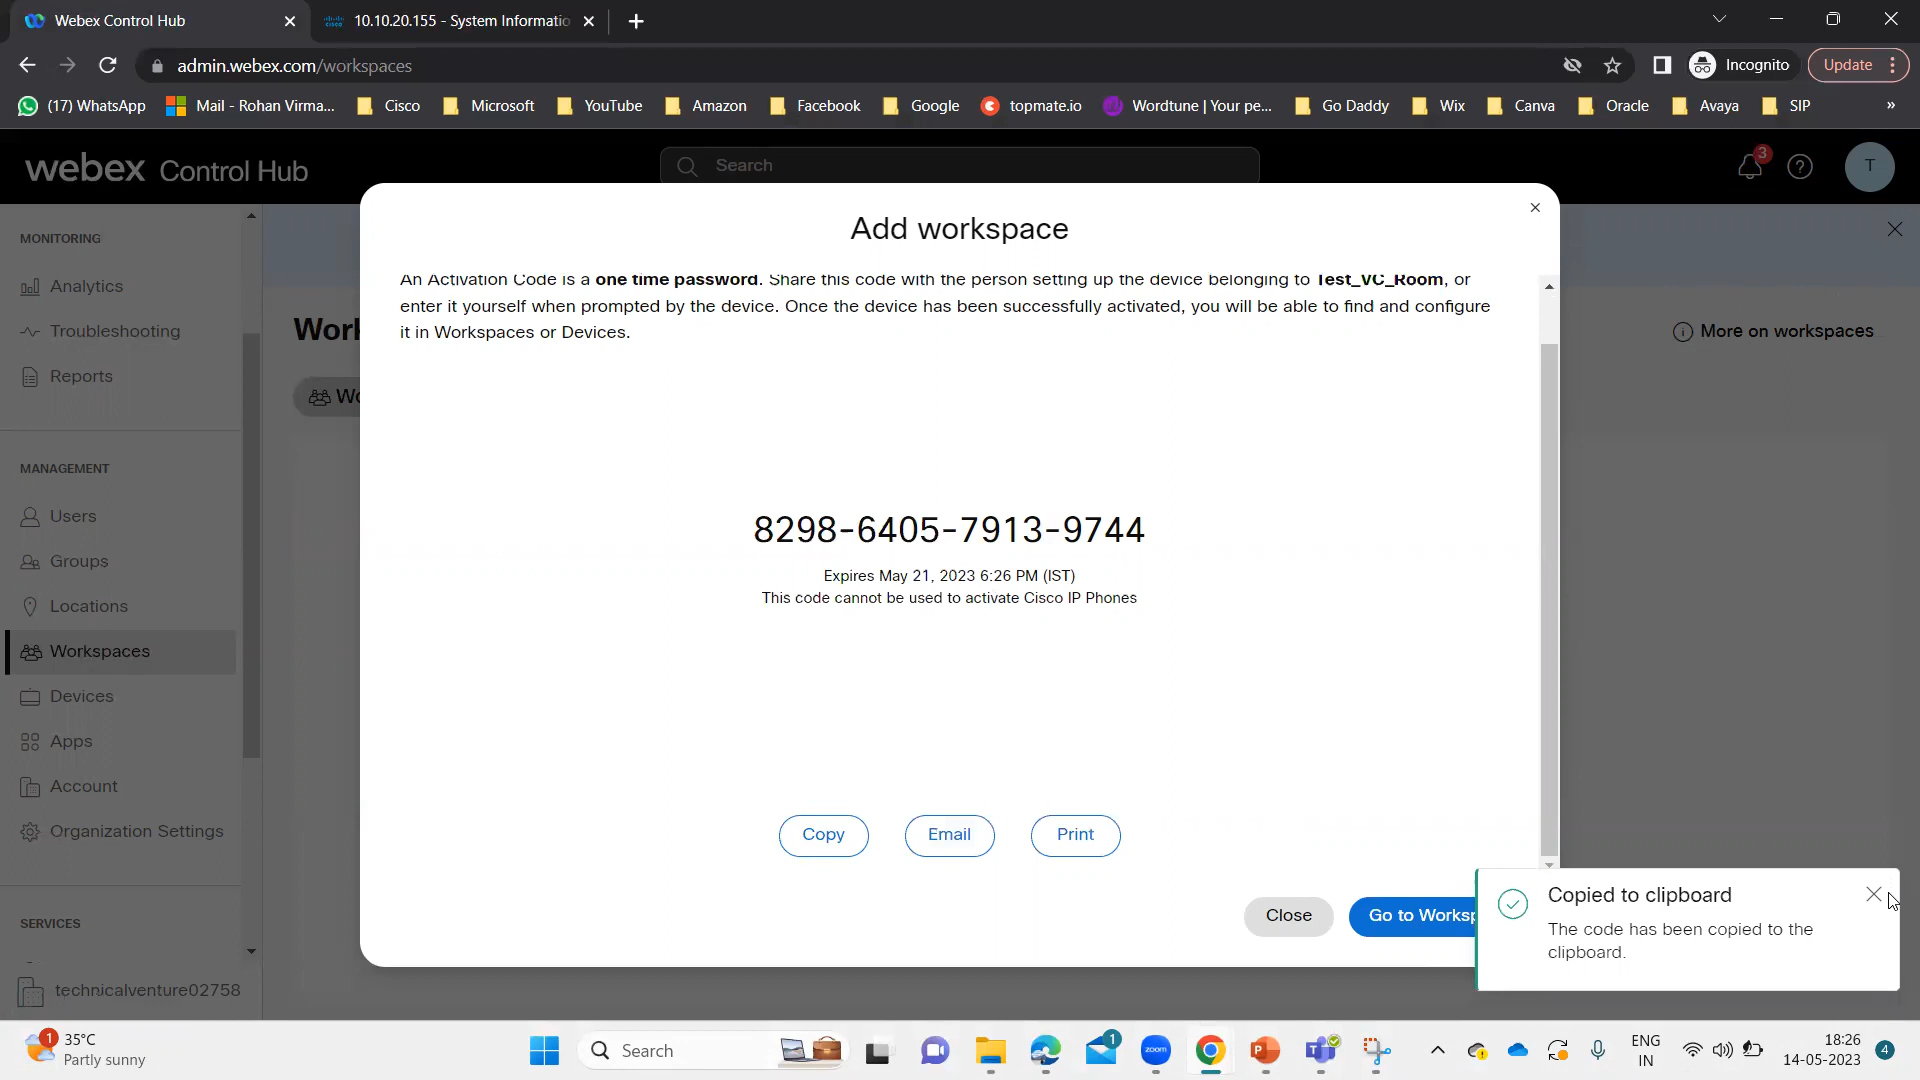 Webex Control Hub
10.10.20.155 - System Informatio
admin.webex.com/workspaces
Incognito
Update
(17) WhatsApp
Mail - Rohan Virma...
Cisco
Microsoft
YouTube
Amazon
Facebook
Google
topmate.io
Wordtune | Your pe...
Go Daddy
Wix
Canva
Oracle
Avaya
SIP
»
webex Control Hub
Search
3
T
Add workspace
An Activation Code is a one time password. Share this code with the person setting up the device belonging to Test_VC_Room, or
enter it yourself when prompted by the device. Once the device has been successfully activated, you will be able to find and configure
it in Workspaces or Devices.
8298-6405-7913-9744
Expires May 21, 2023 6:26 PM (IST)
This code cannot be used to activate Cisco IP Phones
Copy
Email
Print
Close
Go to Worksp
Copied to clipboard
The code has been copied to the
clipboard.
MONITORING
Analytics
Troubleshooting
Reports
MANAGEMENT
Users
Groups
Locations
Workspaces
Devices
Apps
Account
Organization Settings
SERVICES
technicalventure02758
Work
Wo
More on workspaces
1
35°C
Partly sunny
Search
1
zoom
ENG
IN
18:26
14-05-2023
4